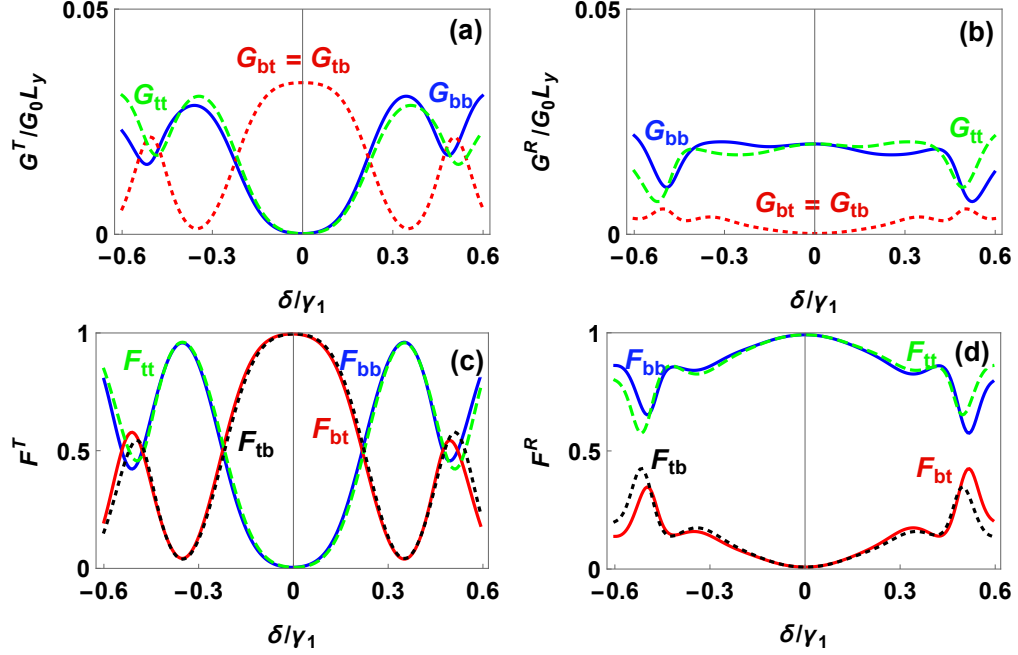 (a)
0.05
G_bt = G_tb
G_tt
G_bb
G^T/G_0L_y
0
−0.6
−0.3
0
0.3
0.6
δ/γ_1
(b)
0.05
G_bb
G_tt
G_bt = G_tb
G^R/G_0L_y
0
−0.6
−0.3
0
0.3
0.6
δ/γ_1
(c)
1
F_tt
F_bb
F_tb
F_bt
0.5
F^T
0
−0.6
−0.3
0
0.3
0.6
δ/γ_1
(d)
1
F_bb
F_tt
0.5
F_tb
F_bt
F^R
0
−0.6
−0.3
0
0.3
0.6
δ/γ_1